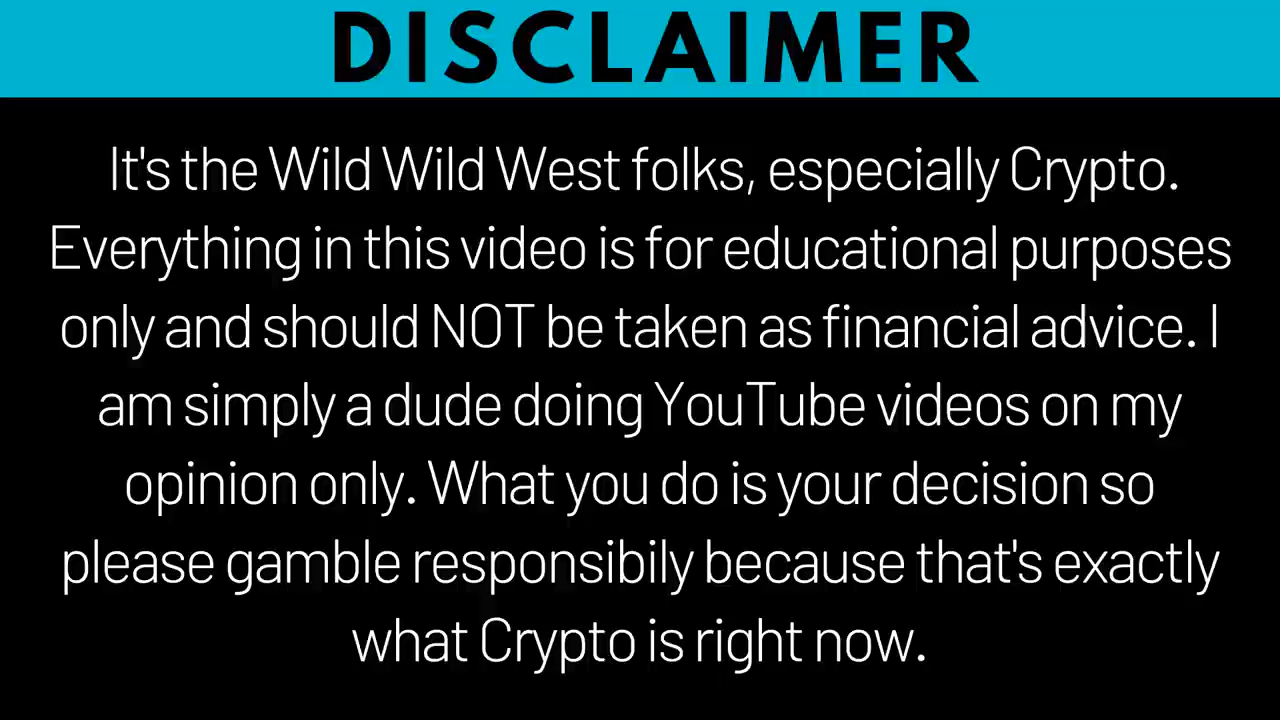 DISCLAIMER
It's the Wild Wild West folks, especially Crypto.
Everything in this video is for educational purposes
only and should NOT be taken as financial advice. I
am simply a dude doing YouTube videos on my
opinion only. What you do is your decision so
please gamble responsibily because that's exactly
what Crypto is right now.